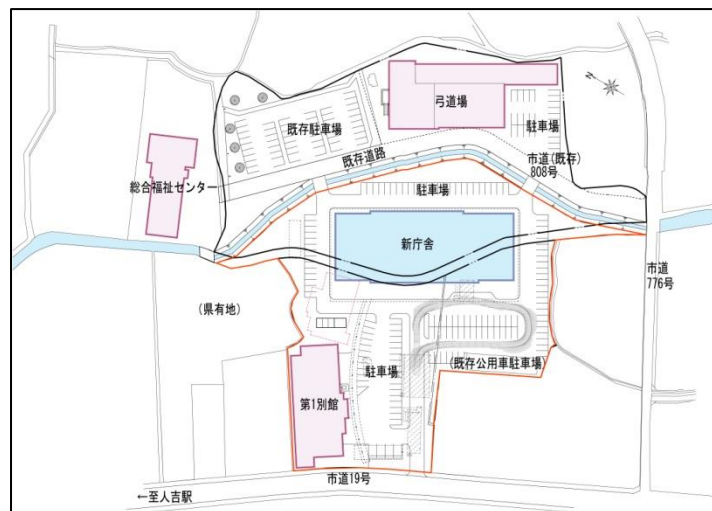 N
弓道場
駐車場
既存駐車場
既存道路
市道(既存)
808号
総合福祉センター
駐車場
新庁舎
市道
776号
(県有地)
駐車場
(既存公用車駐車場)
第1別館
市道19号
←至人吉駅